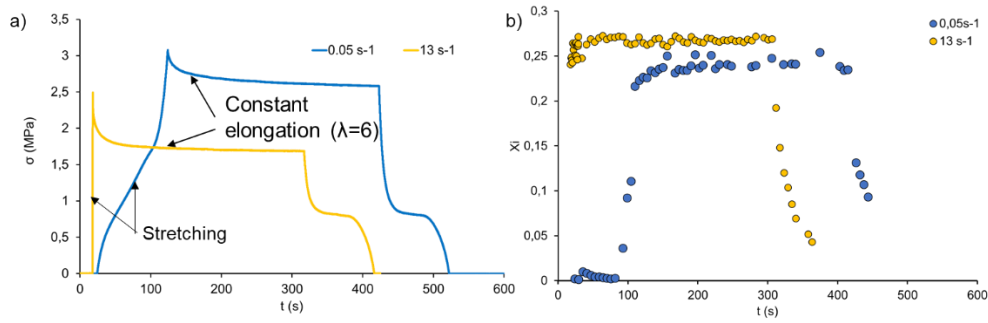 a)
0.05 s-1
13 s-1
3,5
3
2,5
2
1,5
1
0,5
0
σ (MPa)
Constant
elongation (λ=6)
Stretching
0
100
200
300
400
500
600
t (s)
b)
0,05s-1
13 s-1
0,3
0,25
0,2
0,15
0,1
0,05
0
Xi
0
100
200
300
400
500
600
t (s)